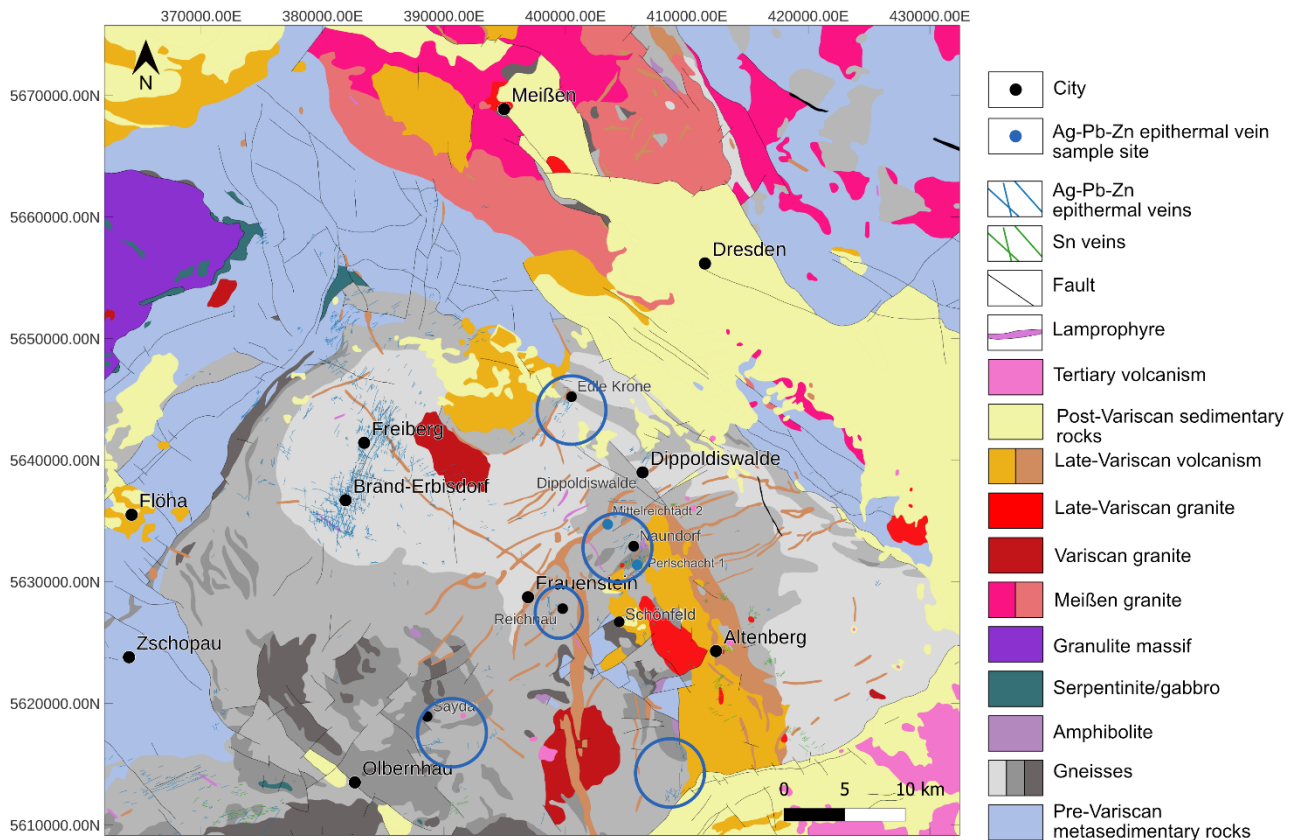 370000.00E 380000.00E 390000.00E 400000.00E 410000.00E 420000.00E 430000.00E
N
5670000.00N
5660000.00N
5650000.00N
5640000.00N
5630000.00N
5620000.00N
5610000.00N
Meißen
Dresden
Edle Krone
Freiberg
Dippoldiswalde
Dippoldiswalde
Brand-Erbisdorf
Flöha
Mittelreichtädt 2
Naundorf
Perlschacht 1
Frauenstein
Reichnau
Schönfeld
Zschopau
Altenberg
Sayda
Olbernhau
0 5 10 km
City
Ag-Pb-Zn epithermal vein
sample site
Ag-Pb-Zn
epithermal veins
Sn veins
Fault
Lamprophyre
Tertiary volcanism
Post-Variscan sedimentary
rocks
Late-Variscan volcanism
Late-Variscan granite
Variscan granite
Meißen granite
Granulite massif
Serpentinite/gabbro
Amphibolite
Gneisses
Pre-Variscan
metasedimentary rocks